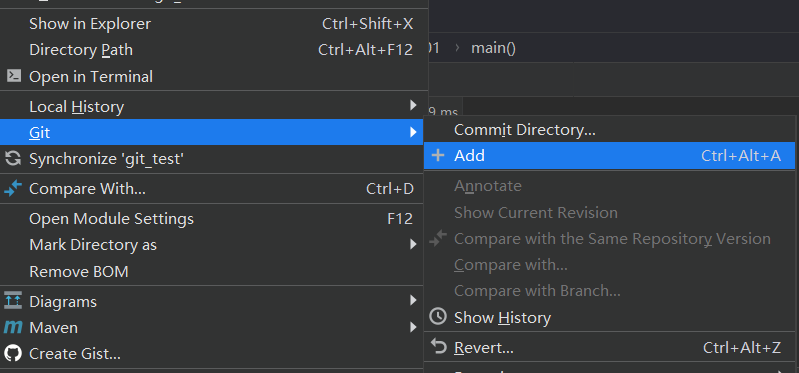 Show in Explorer Ctrl+Shift+X
Directory Path Ctrl+Alt+F12
Open in Terminal
Local History
Git
Synchronize 'git_test'
Compare With... Ctrl+D
Open Module Settings F12
Mark Directory as
Remove BOM
Diagrams
Maven
Create Gist...
01 › main()
9 ms
Commit Directory...
Add Ctrl+Alt+A
Annotate
Show Current Revision
Compare with the Same Repository Version
Compare with...
Compare with Branch...
Show History
Revert... Ctrl+Alt+Z